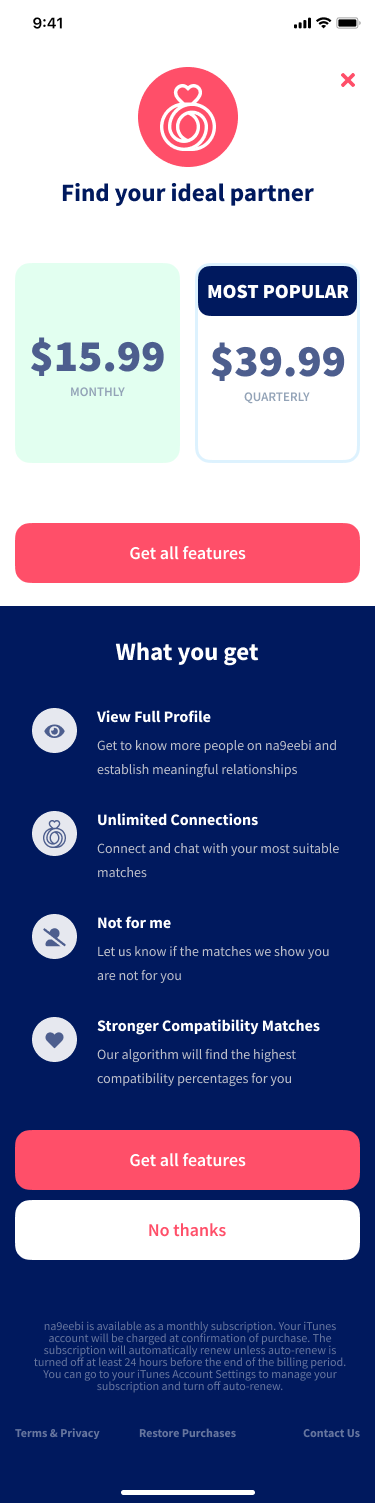 9:41
Find your ideal partner
$15.99
MONTHLY
MOST POPULAR
$39.99
QUARTERLY
Get all features
What you get
View Full Profile
Get to know more people on na9eebi and
establish meaningful relationships
Unlimited Connections
Connect and chat with your most suitable
matches
Not for me
Let us know if the matches we show you
are not for you
Stronger Compatibility Matches
Our algorithm will find the highest
compatibility percentages for you
Get all features
No thanks
na9eebi is available as a monthly subscription. Your iTunes
account will be charged at confirmation of purchase. The
subscription will automatically renew unless auto-renew is
turned off at least 24 hours before the end of the billing period.
You can go to your iTunes Account Settings to manage your
subscription and turn off auto-renew.
Terms & Privacy
Restore Purchases
Contact Us